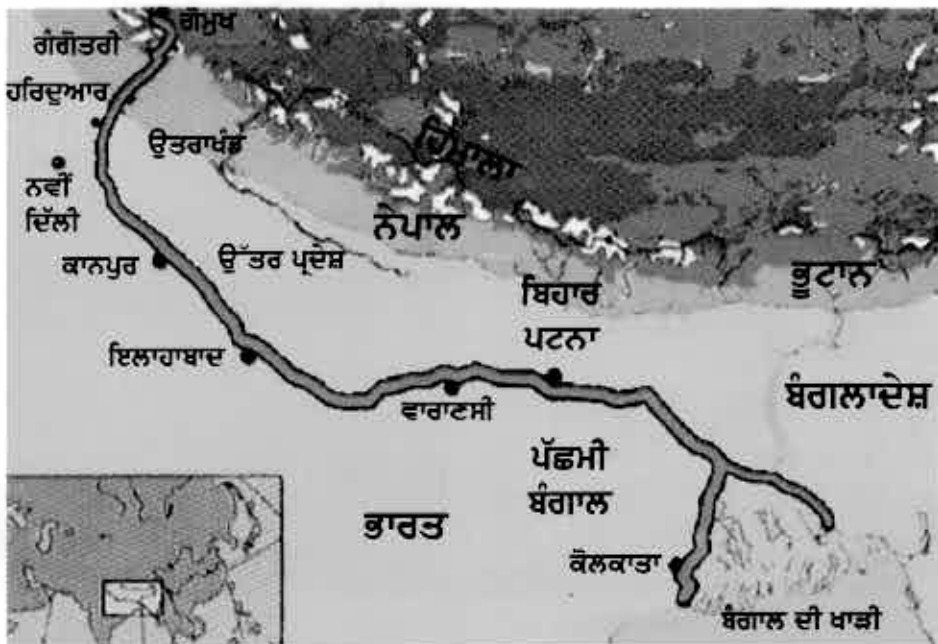 ਗੋਮੁਖ
ਗੰਗੋਤਰੀ
ਹਰਿਦੁਆਰ
ਉਤਰਾਖੰਡ
ਹਿਮਾਲਾ
ਨਵੀਂ
ਦਿੱਲੀ
ਨੇਪਾਲ
ਕਾਨਪੁਰ
ਉੱਤਰ ਪ੍ਰਦੇਸ਼
ਭੂਟਾਨ
ਬਿਹਾਰ
ਪਟਨਾ
ਇਲਾਹਾਬਾਦ
ਬੰਗਲਾਦੇਸ਼
ਵਾਰਾਣਸੀ
ਪੱਛਮੀ
ਬੰਗਾਲ
ਭਾਰਤ
ਕੋਲਕਾਤਾ
ਬੰਗਾਲ ਦੀ ਖਾੜੀ